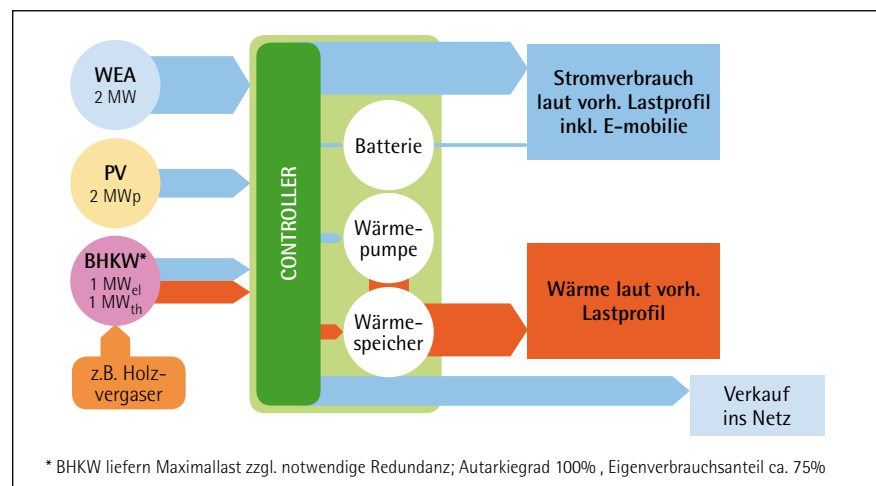 WEA
2 MW
PV
2 MWp
BHKW*
1 MWel
1 MWth
z.B. Holz-
vergaser
CONTROLLER
Batterie
Wärme-
pumpe
Wärme-
speicher
Stromverbrauch
laut vorh. Lastprofil
inkl. E-mobilie
Wärme laut vorh.
Lastprofil
Verkauf
ins Netz
* BHKW liefern Maximallast zzgl. notwendige Redundanz; Autarkiegrad 100% , Eigenverbrauchsanteil ca. 75%